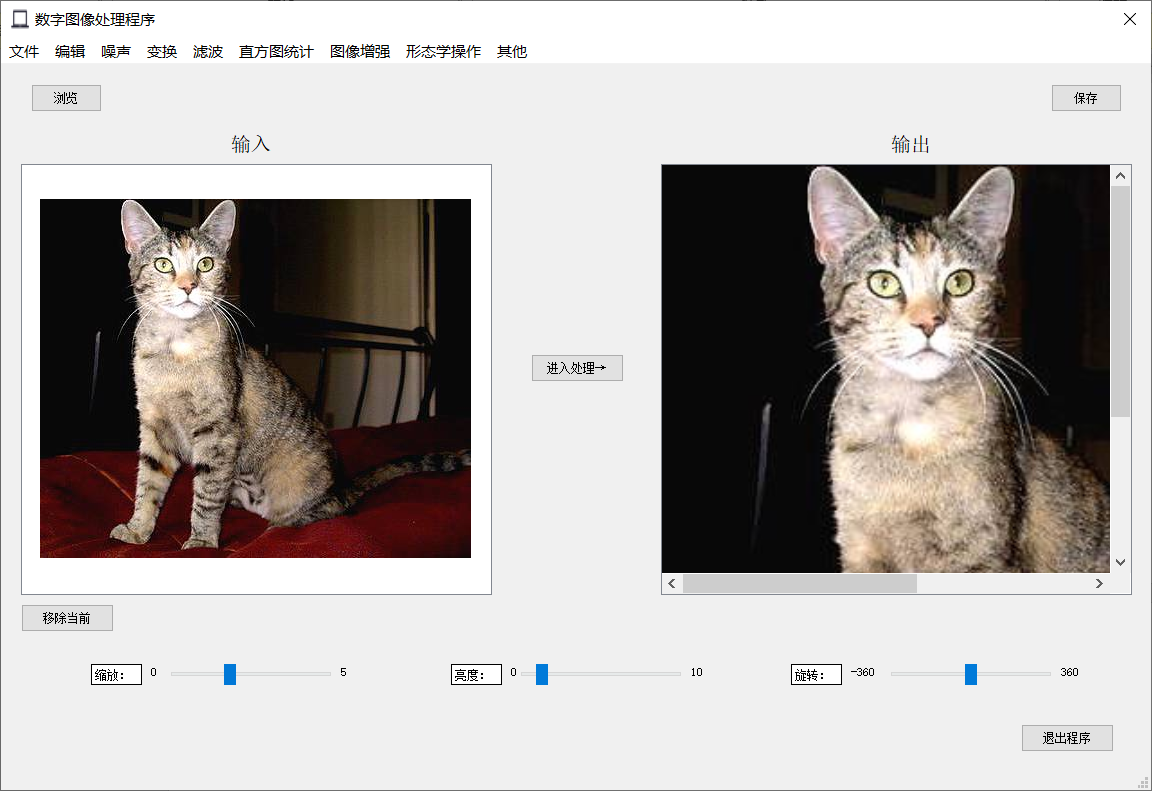 数字图像处理程序
文件 编辑 噪声 变换 滤波 直方图统计 图像增强 形态学操作 其他
浏览 保存
输入 输出
进入处理→
移除当前
缩放： 0 5 亮度： 0 10 旋转： -360 360
退出程序